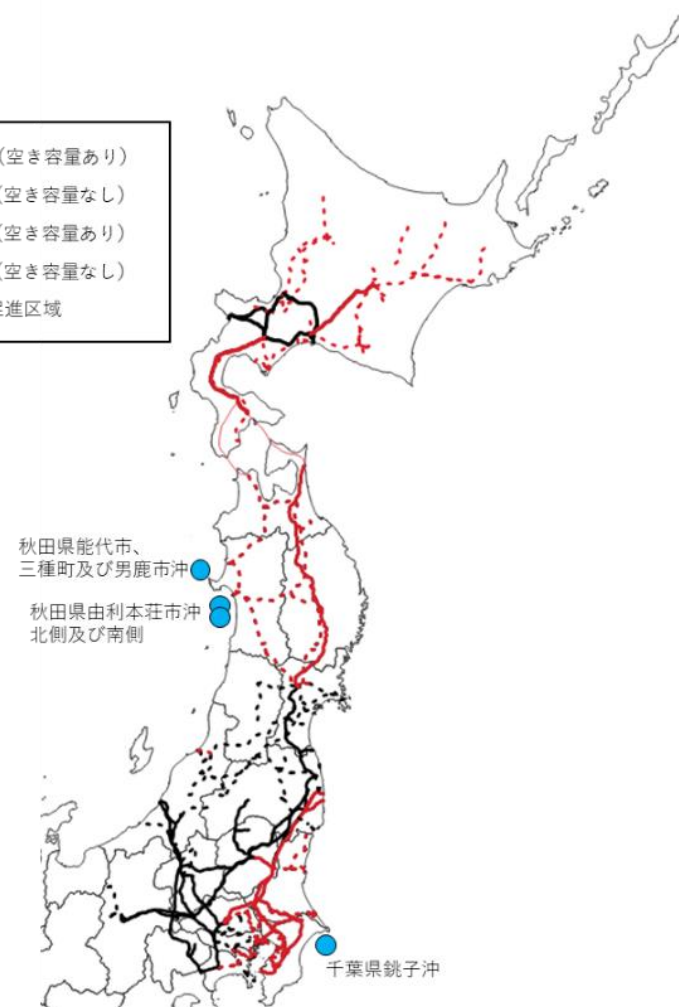 (空き容量あり)
(空き容量なし)
(空き容量あり)
(空き容量なし)
進区域
秋田県能代市、
三種町及び男鹿市沖
秋田県由利本荘市沖
北側及び南側
千葉県銚子沖